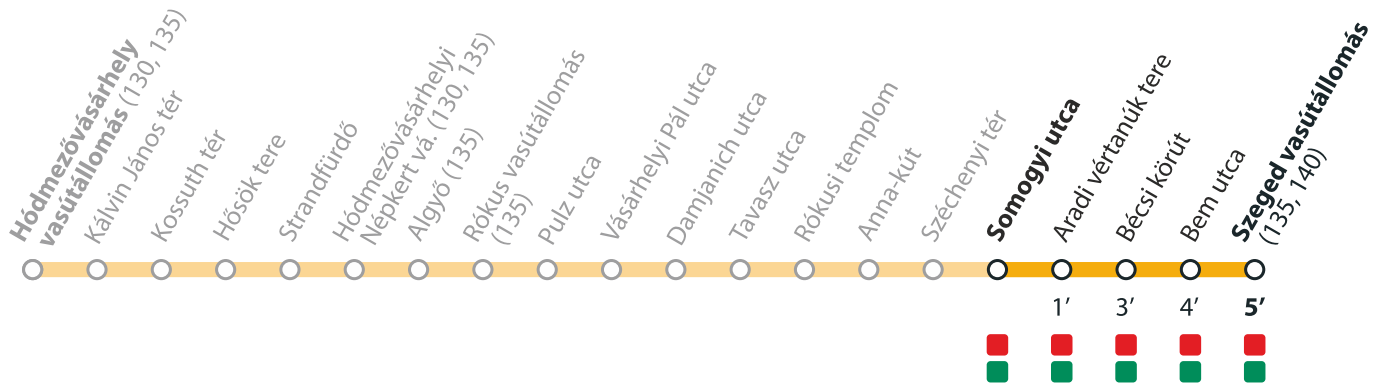 Hódmezővásárhely
vasútállomás (130, 135)
Kálvin János tér
Kossuth tér
Hősök tere
Strandfürdő
Hódmezővásárhelyi
Népkert vá. (130, 135)
Algyő (135)
Rókus vasútállomás
(135)
Pulz utca
Vásárhelyi Pál utca
Damjanich utca
Tavasz utca
Rókusi templom
Anna-kút
Széchenyi tér
Somogyi utca
Aradi vértanúk tere
Bécsi körút
Bem utca
Szeged vasútállomás
(135, 140)
1’ 3’ 4’ 5’